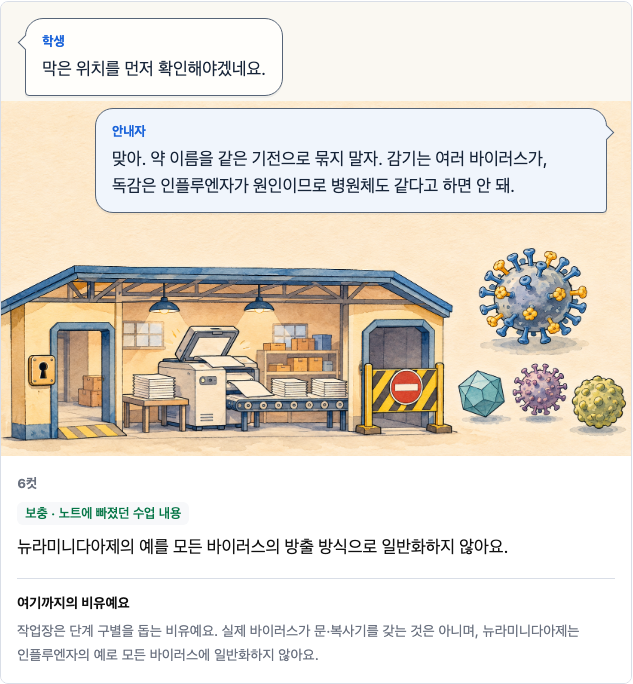 학생
막은 위치를 먼저 확인해야겠네요.
안내자
맞아. 약 이름을 같은 기전으로 묶지 말자. 감기는 여러 바이러스가,
독감은 인플루엔자가 원인이므로 병원체도 같다고 하면 안 돼.
6컷
보충 · 노트에 빠졌던 수업 내용
뉴라미니다아제의 예를 모든 바이러스의 방출 방식으로 일반화하지 않아요.
여기까지의 비유예요
작업장은 단계 구별을 돕는 비유예요. 실제 바이러스가 문·복사기를 갖는 것은 아니며, 뉴라미니다아제는
인플루엔자의 예로 모든 바이러스에 일반화하지 않아요.